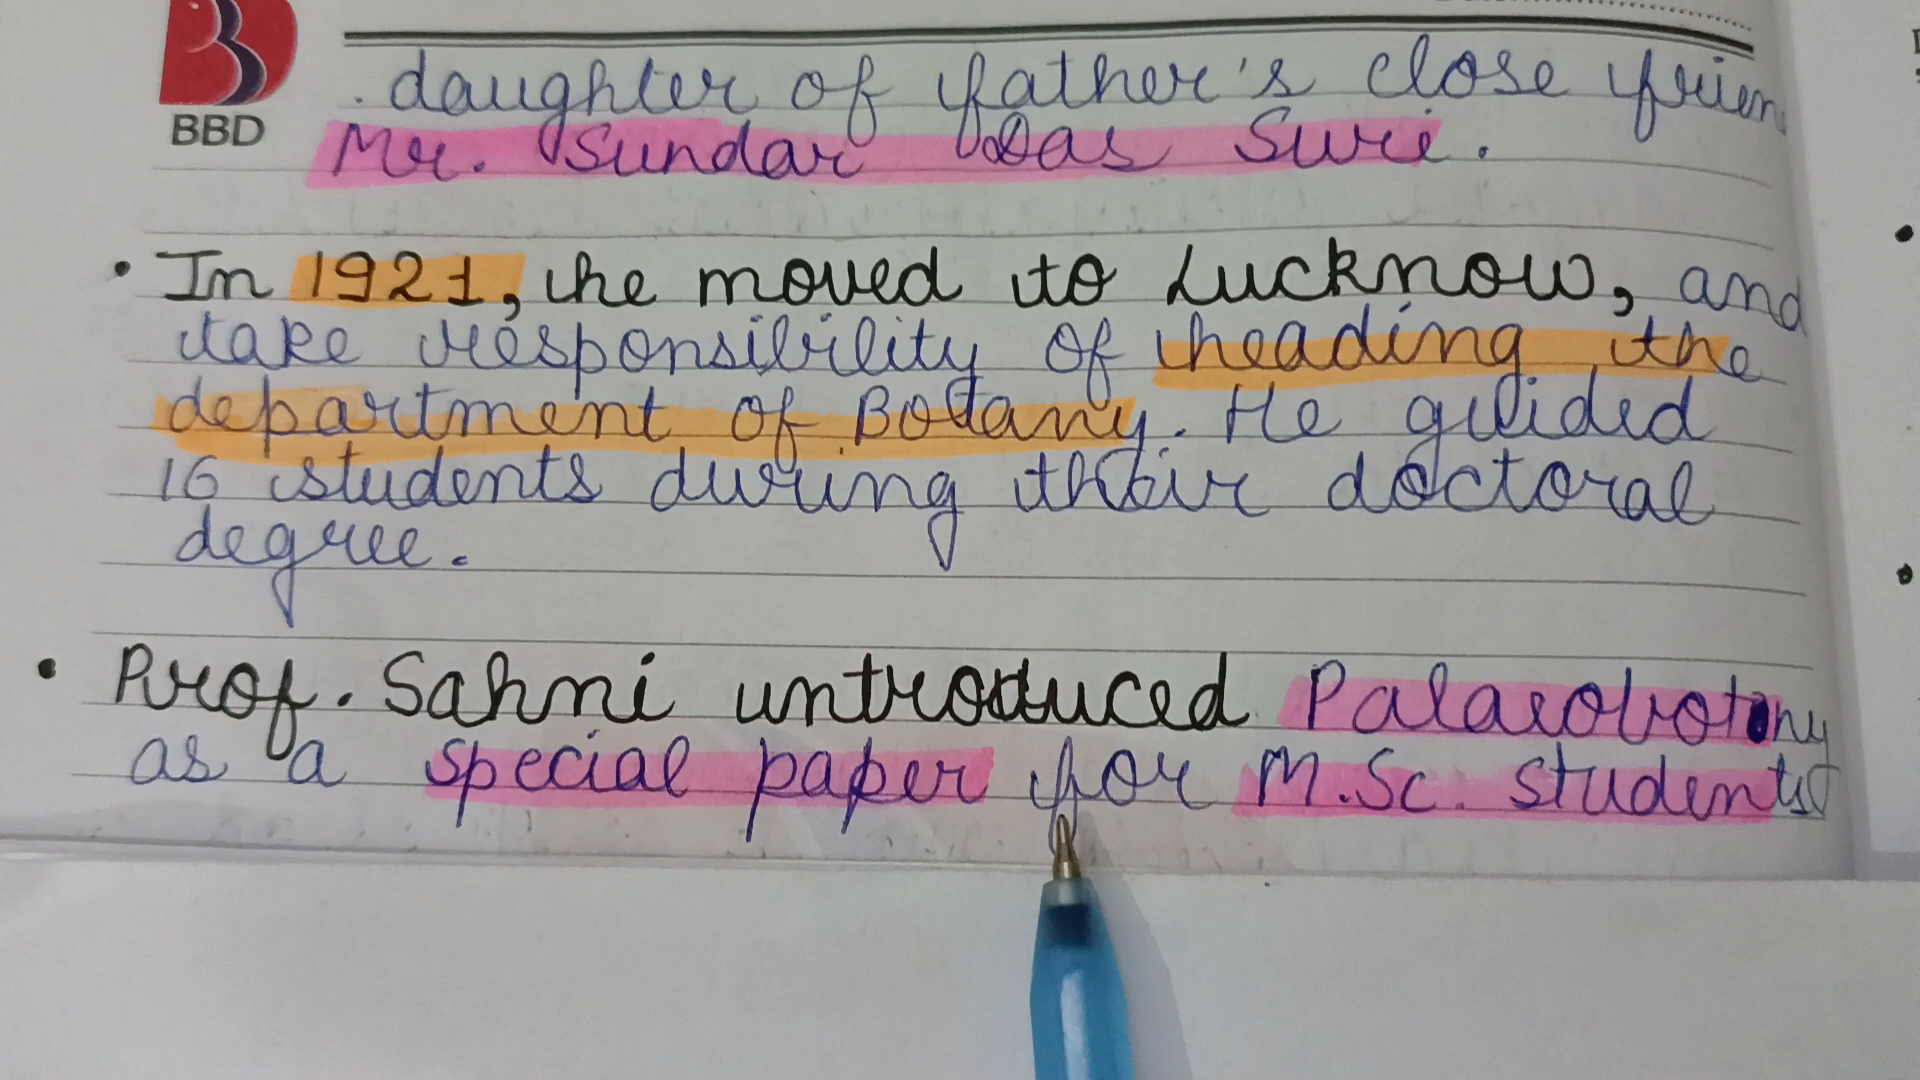 BBD
daughter of father's close frien
Mr. Sundar Das Suri.
• In 1921, he moved to Lucknow, and
take responsibility of heading the
department of Botany. He guided
16 students during their doctoral
degree.
• Prof. Sahni introduced Palaeobotony
as a special paper for M.Sc. students